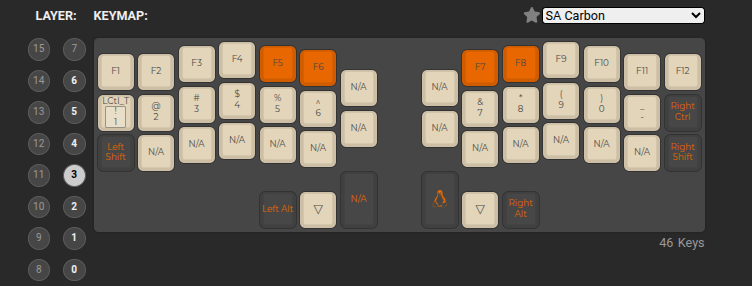 LAYER: KEYMAP: SA Carbon
15 7
14 6
13 5
12 4
11 3
10 2
9 1
8 0
F1 F2 F3 F4 F5 F6 F7 F8 F9 F10 F11 F12
N/A N/A
LCtl_T
!
1
@
2
#
3
$
4
%
5
^
6
N/A N/A
&
7
*
8
(
9
)
0
_
-
Right
Ctrl
Left
Shift
N/A N/A N/A N/A N/A N/A N/A N/A N/A N/A
Right
Shift
Left Alt ▽ N/A ▽
Right
Alt
46 Keys